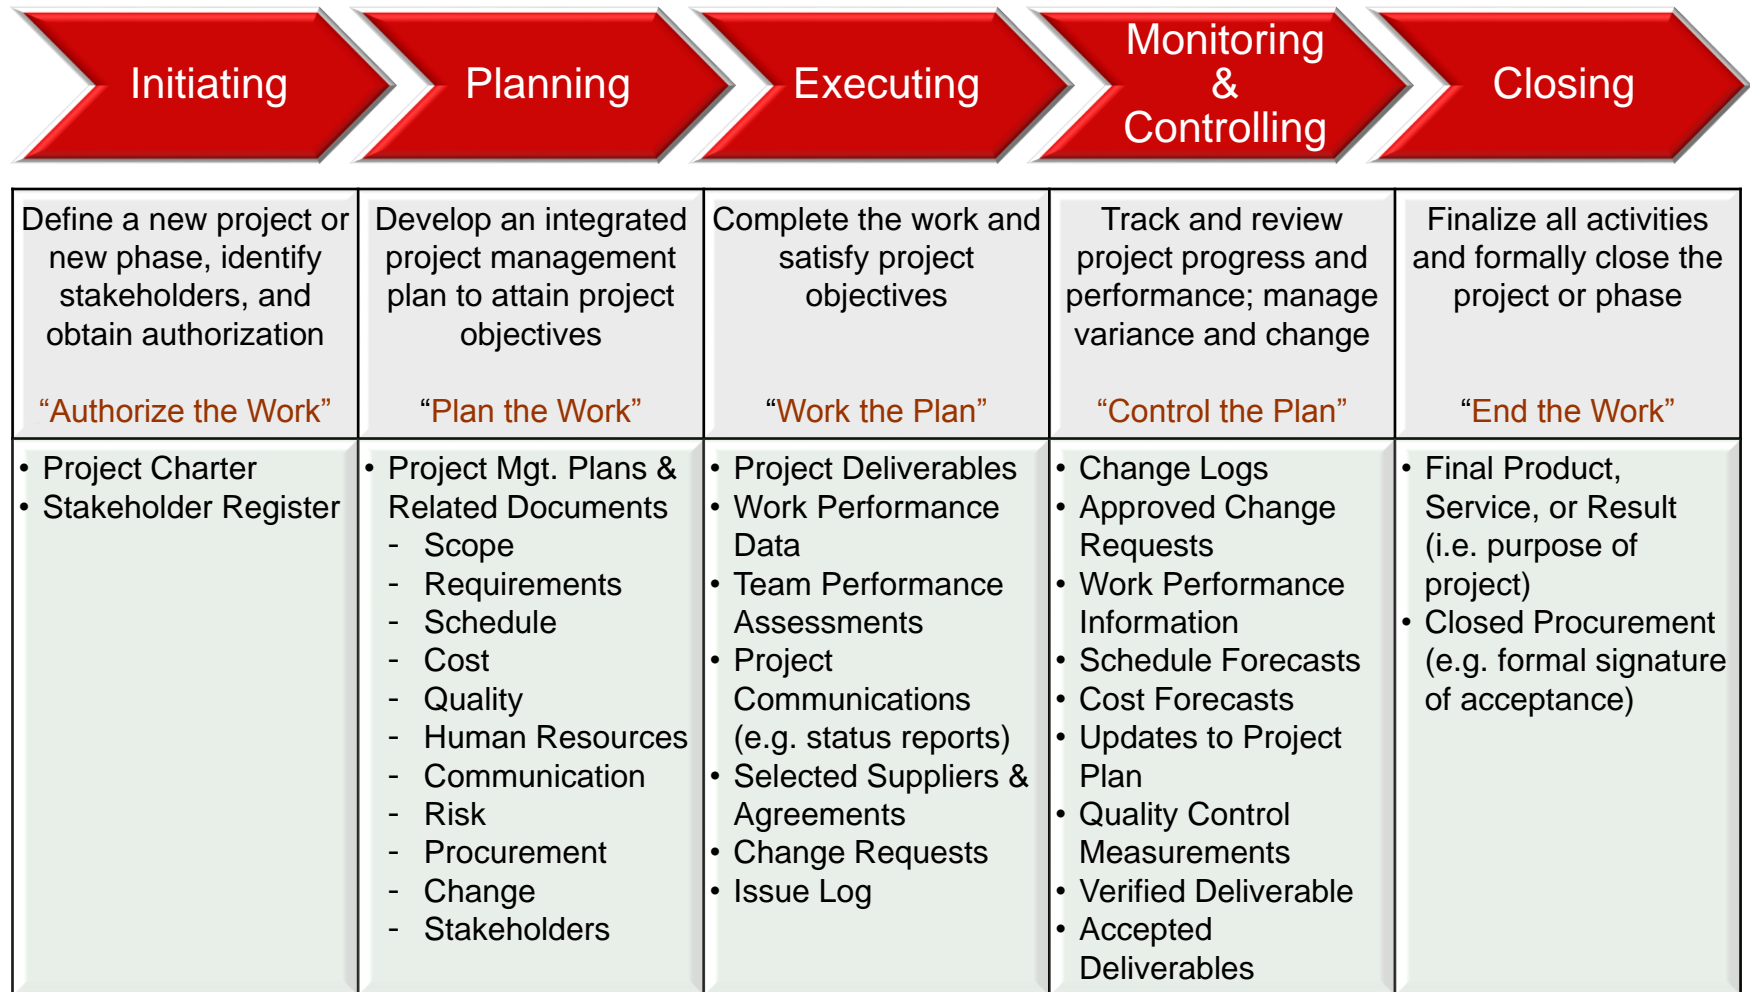 Initiating
Planning
Executing
Monitoring
&
Controlling
Closing
Define a new project or
new phase, identify
stakeholders, and
obtain authorization
“Authorize the Work”
Develop an integrated
project management
plan to attain project
objectives
“Plan the Work”
Complete the work and
satisfy project
objectives
“Work the Plan”
Track and review
project progress and
performance; manage
variance and change
“Control the Plan”
Finalize all activities
and formally close the
project or phase
“End the Work”
• Project Charter
• Stakeholder Register
• Project Mgt. Plans &
Related Documents
- Scope
- Requirements
- Schedule
- Cost
- Quality
- Human Resources
- Communication
- Risk
- Procurement
- Change
- Stakeholders
• Project Deliverables
• Work Performance
Data
• Team Performance
Assessments
• Project
Communications
(e.g. status reports)
• Selected Suppliers &
Agreements
• Change Requests
• Issue Log
• Change Logs
• Approved Change
Requests
• Work Performance
Information
• Schedule Forecasts
• Cost Forecasts
• Updates to Project
Plan
• Quality Control
Measurements
• Verified Deliverable
• Accepted
Deliverables
• Final Product,
Service, or Result
(i.e. purpose of
project)
• Closed Procurement
(e.g. formal signature
of acceptance)